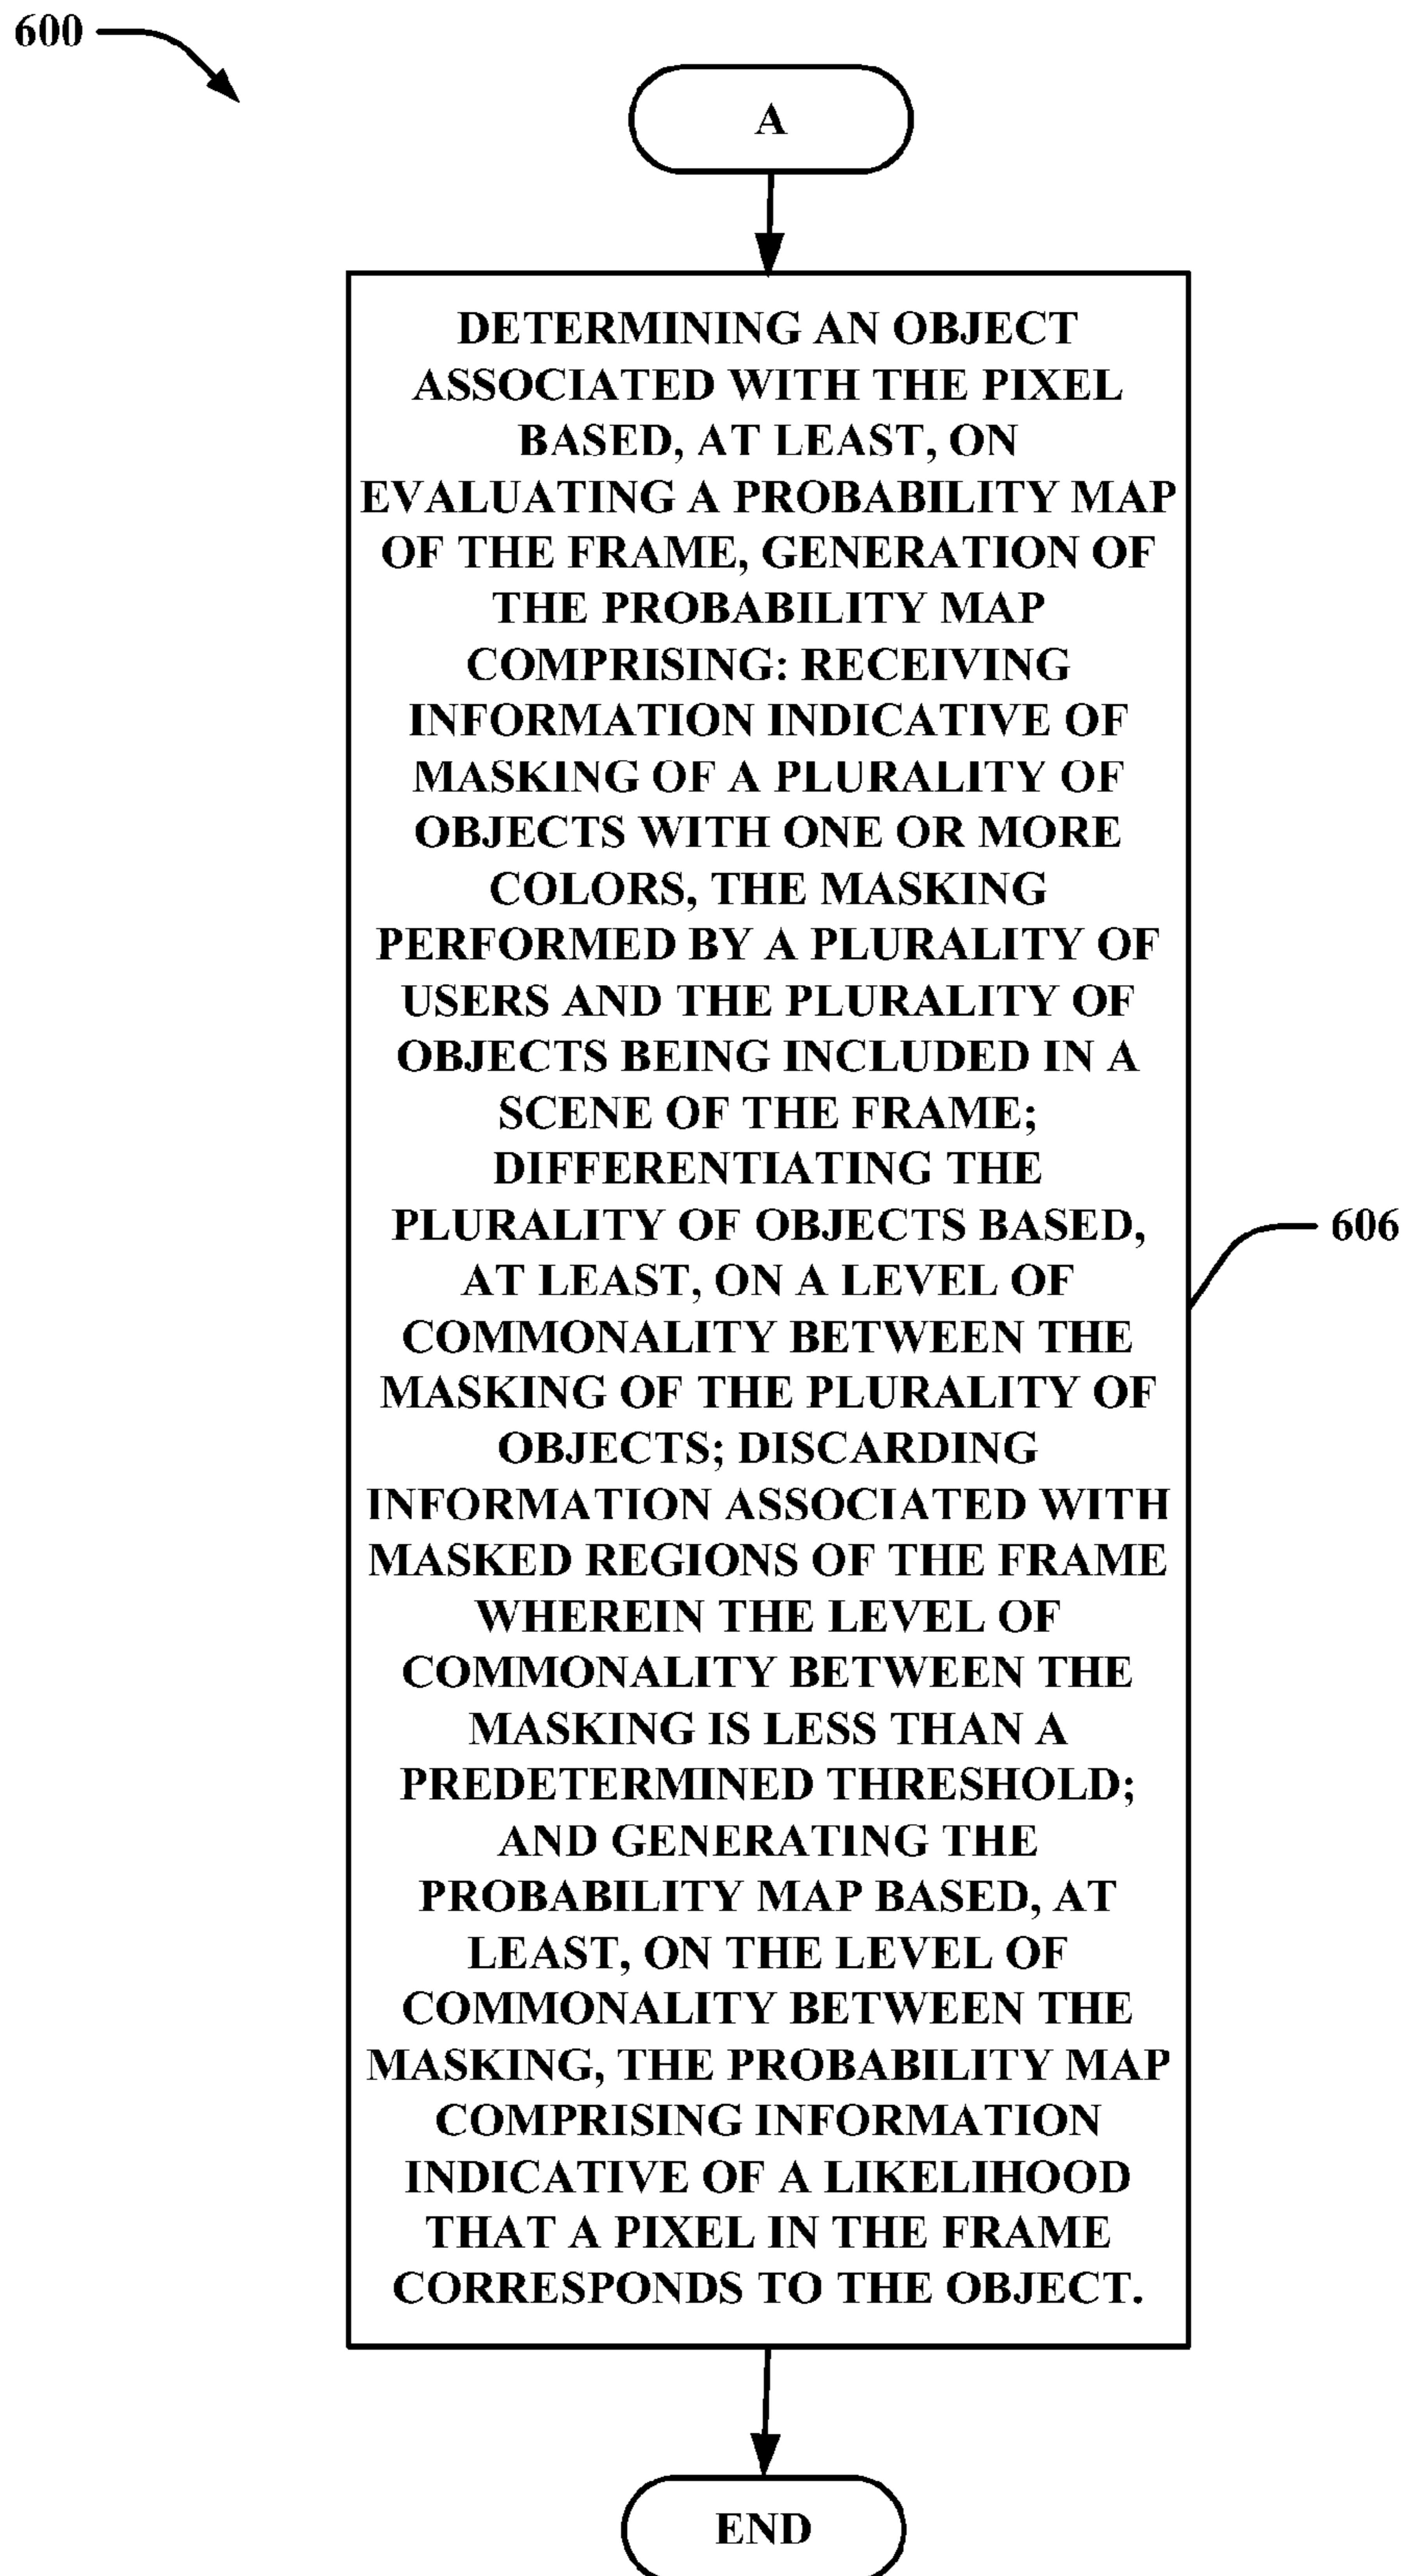 600
A
DETERMINING AN OBJECT
ASSOCIATED WITH THE PIXEL
BASED, AT LEAST, ON
EVALUATING A PROBABILITY MAP
OF THE FRAME, GENERATION OF
THE PROBABILITY MAP
COMPRISING: RECEIVING
INFORMATION INDICATIVE OF
MASKING OF A PLURALITY OF
OBJECTS WITH ONE OR MORE
COLORS, THE MASKING
PERFORMED BY A PLURALITY OF
USERS AND THE PLURALITY OF
OBJECTS BEING INCLUDED IN A
SCENE OF THE FRAME;
DIFFERENTIATING THE
PLURALITY OF OBJECTS BASED,
AT LEAST, ON A LEVEL OF
COMMONALITY BETWEEN THE
MASKING OF THE PLURALITY OF
OBJECTS; DISCARDING
INFORMATION ASSOCIATED WITH
MASKED REGIONS OF THE FRAME
WHEREIN THE LEVEL OF
COMMONALITY BETWEEN THE
MASKING IS LESS THAN A
PREDETERMINED THRESHOLD;
AND GENERATING THE
PROBABILITY MAP BASED, AT
LEAST, ON THE LEVEL OF
COMMONALITY BETWEEN THE
MASKING, THE PROBABILITY MAP
COMPRISING INFORMATION
INDICATIVE OF A LIKELIHOOD
THAT A PIXEL IN THE FRAME
CORRESPONDS TO THE OBJECT.
606
END